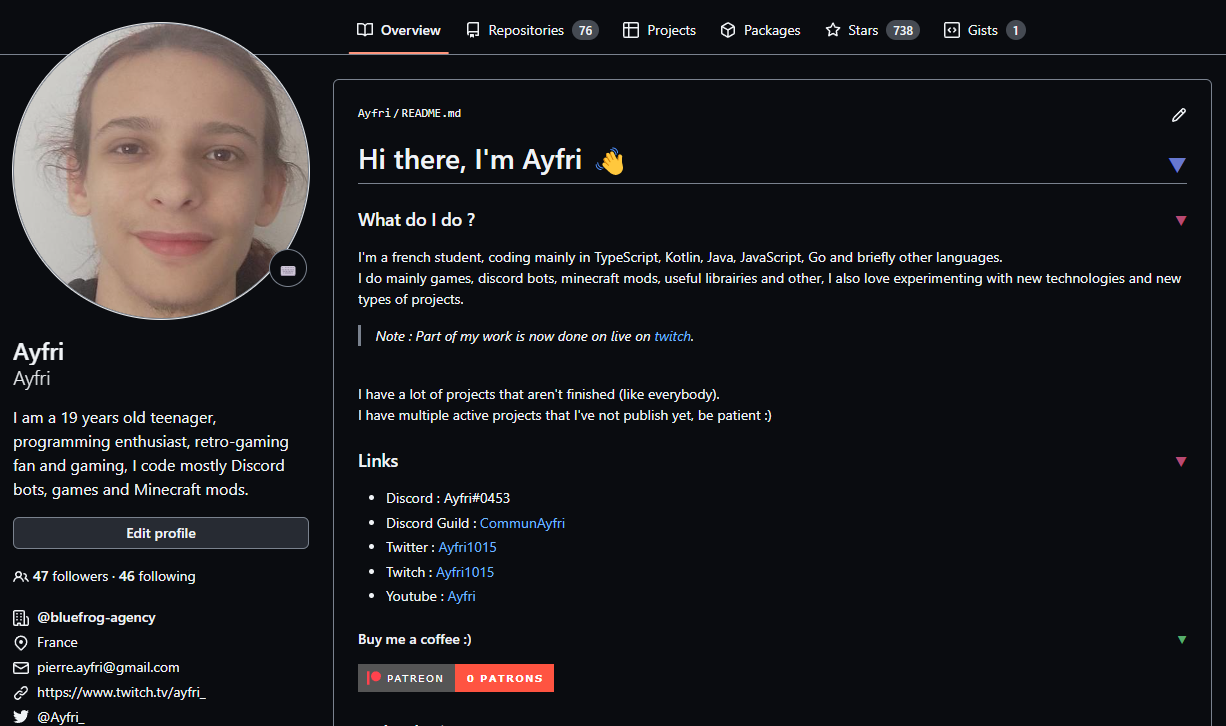 Overview Repositories 76 Projects Packages Stars 738 Gists 1
Ayfri
Ayfri
I am a 19 years old teenager,
programming enthusiast, retro-gaming
fan and gaming, I code mostly Discord
bots, games and Minecraft mods.
Edit profile
47 followers · 46 following
@bluefrog-agency
France
pierre.ayfri@gmail.com
https://www.twitch.tv/ayfri_
@Ayfri_
Ayfri/README.md
Hi there, I'm Ayfri 👋
What do I do ?
I'm a french student, coding mainly in TypeScript, Kotlin, Java, JavaScript, Go and briefly other languages.
I do mainly games, discord bots, minecraft mods, useful librairies and other, I also love experimenting with new technologies and new
types of projects.
Note : Part of my work is now done on live on twitch.
I have a lot of projects that aren't finished (like everybody).
I have multiple active projects that I've not publish yet, be patient :)
Links
• Discord : Ayfri#0453
• Discord Guild : CommunAyfri
• Twitter : Ayfri1015
• Twitch : Ayfri1015
• Youtube : Ayfri
Buy me a coffee :)
PATREON 0 PATRONS